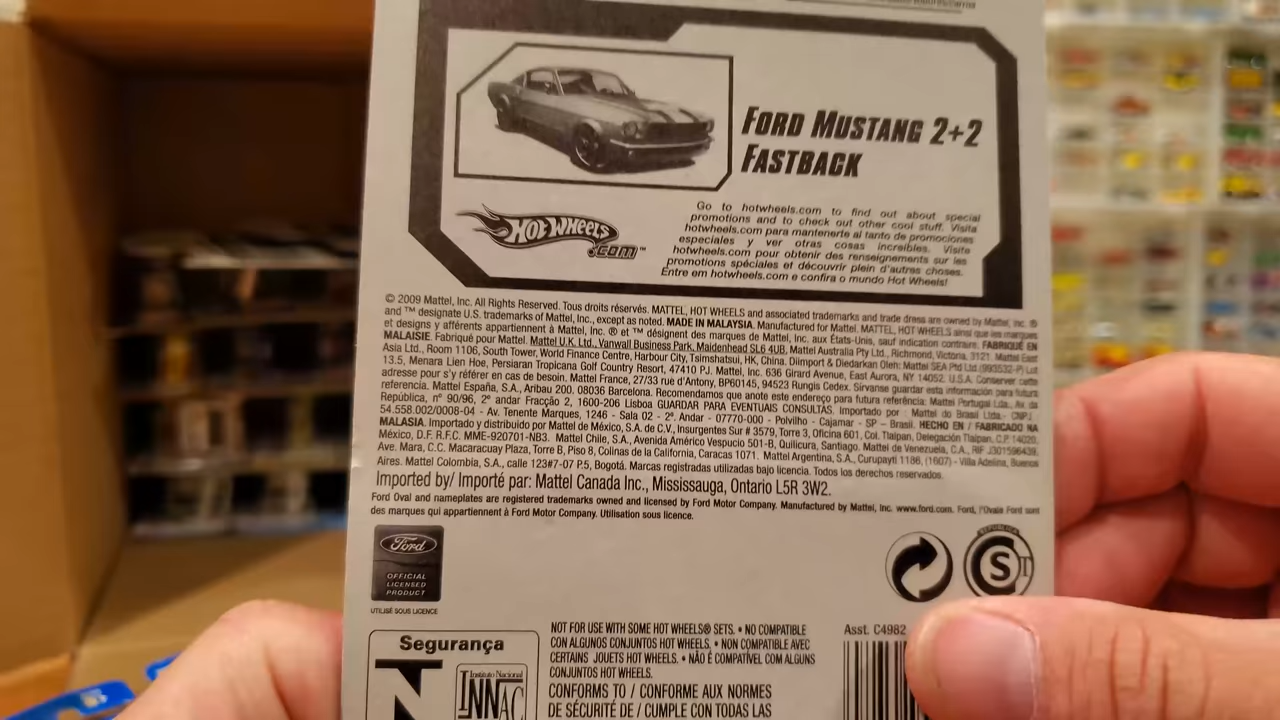 FORD MUSTANG 2+2
FASTBACK
HOT WHEELS
.COM™
Go to hotwheels.com to find out about special
promotions and to check out other cool stuff. Visita
hotwheels.com para mantenerte al tanto de promociones
especiales y ver otras cosas increíbles. Visite
hotwheels.com pour obtenir des renseignements sur les
promotions spéciales et découvrir plein d'autres choses.
Entre em hotwheels.com e confira o mundo Hot Wheels!
© 2009 Mattel, Inc. All Rights Reserved. Tous droits réservés. MATTEL, HOT WHEELS and associated trademarks and trade dress are owned by Mattel, Inc. ®
and ™ designate U.S. trademarks of Mattel, Inc., except as noted. MADE IN MALAYSIA. Manufactured for Mattel. MATTEL, HOT WHEELS ainsi que les marques
et designs y afférents appartiennent à Mattel, Inc. ® et ™ désignent des marques de Mattel, Inc. aux États-Unis, sauf indication contraire. FABRIQUÉ EN
MALAISIE. Fabriqué pour Mattel. Mattel U.K. Ltd., Vanwall Business Park, Maidenhead SL6 4UB. Mattel Australia Pty Ltd., Richmond, Victoria, 3121. Mattel East
Asia Ltd., Room 1106, South Tower, World Finance Centre, Harbour City, Tsimshatsui, HK, China. Diimport & Diedarkan Oleh: Mattel SEA Ptd Ltd.(993532-P) Lot
13.5, Menara Lien Hoe, Persiaran Tropicana Golf Country Resort, 47410 PJ. Mattel, Inc. 636 Girard Avenue, East Aurora, NY 14052, U.S.A. Conserver cette
adresse pour s'y référer en cas de besoin. Mattel France, 27/33 rue d'Antony, BP60145, 94523 Rungis Cedex. Sírvanse guardar esta información para futura
referencia. Mattel España, S.A., Aribau 200. 08036 Barcelona. Recomendamos que anote este endereço para futura referência: Mattel Portugal Lda., Av. da
República, nº 90/96, 2º andar Fracção 2, 1600-206 Lisboa GUARDAR PARA EVENTUAIS CONSULTAS. Importado por : Mattel do Brasil Ltda.- CNPJ :
54.558.002/0008-04 - Av. Tenente Marques, 1246 - Sala 02 - 2º. Andar - 07770-000 - Polvilho - Cajamar - SP – Brasil. HECHO EN / FABRICADO NA
MALASIA. Importado y distribuido por Mattel de México, S.A. de C.V., Insurgentes Sur # 3579, Torre 3, Oficina 601, Col. Tlalpan, Delegación Tlalpan, C.P. 14020,
México, D.F. R.F.C. MME-920701-NB3. Mattel Chile, S.A., Avenida Américo Vespucio 501-B, Quilicura, Santiago. Mattel de Venezuela, C.A., RIF J301596439,
Ave. Mara, C.C. Macaracuay Plaza, Torre B, Piso 8, Colinas de la California, Caracas 1071. Mattel Argentina, S.A., Curupaytí 1186, (1607) - Villa Adelina, Buenos
Aires. Mattel Colombia, S.A., calle 123#7-07 P.5, Bogotá. Marcas registradas utilizadas bajo licencia. Todos los derechos reservados.
Imported by/ Importé par: Mattel Canada Inc., Mississauga, Ontario L5R 3W2.
Ford Oval and nameplates are registered trademarks owned and licensed by Ford Motor Company. Manufactured by Mattel, Inc. www.ford.com. Ford, l'Ovale Ford sont
des marques qui appartiennent à Ford Motor Company. Utilisation sous licence.
Ford
OFFICIAL
LICENSED
PRODUCT
UTILISÉ SOUS LICENCE
S
Segurança
Instituto Nacional
INNAC
NOT FOR USE WITH SOME HOT WHEELS® SETS. • NO COMPATIBLE
CON ALGUNOS CONJUNTOS HOT WHEELS. • NON COMPATIBLE AVEC
CERTAINS JOUETS HOT WHEELS. • NÃO É COMPATÍVEL COM ALGUNS
CONJUNTOS HOT WHEELS.
CONFORMS TO / CONFORME AUX NORMES
DE SÉCURITÉ DE / CUMPLE CON TODAS LAS
Asst. C4982